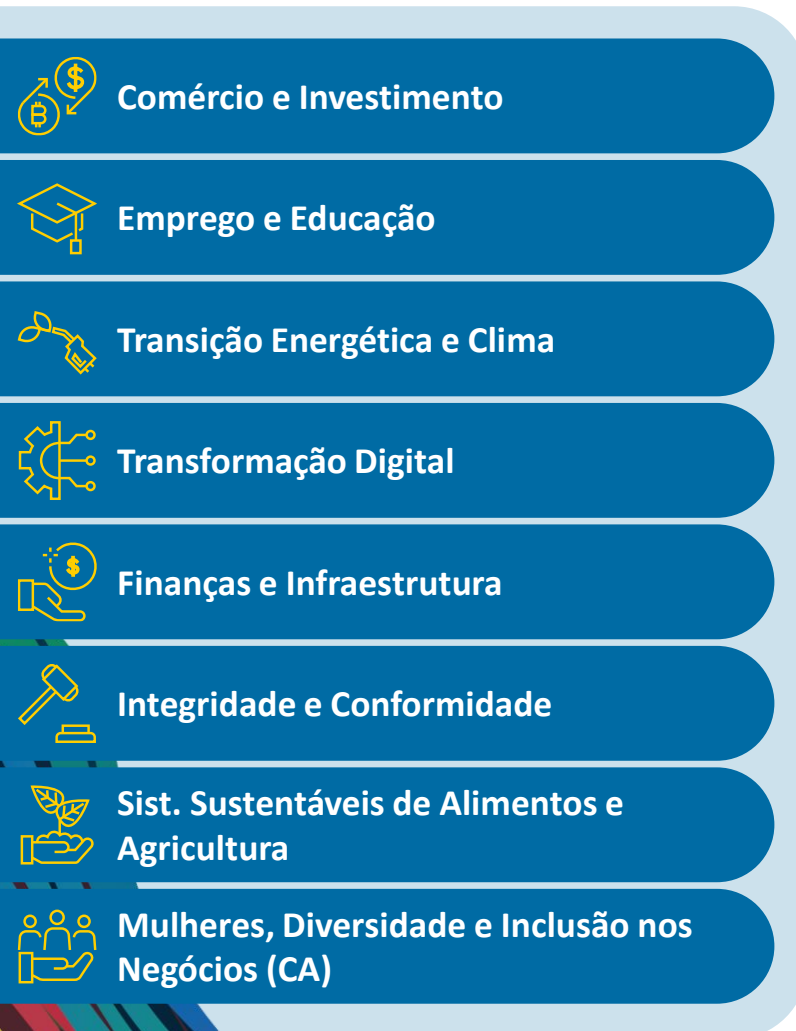 Comércio e Investimento
Emprego e Educação
Transição Energética e Clima
Transformação Digital
Finanças e Infraestrutura
Integridade e Conformidade
Sist. Sustentáveis de Alimentos e
Agricultura
Mulheres, Diversidade e Inclusão nos
Negócios (CA)